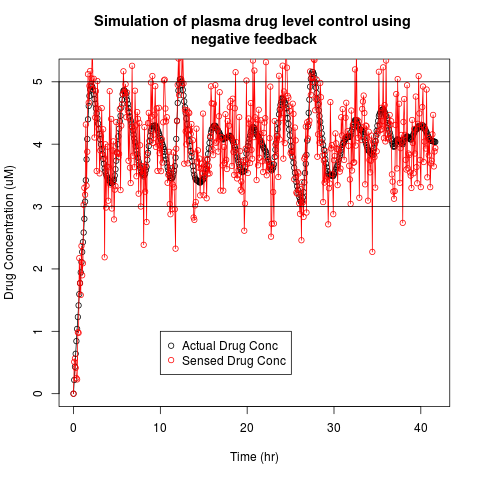 Simulation of plasma drug level control using
negative feedback
Drug Concentration (uM)
5
4
3
2
1
0
Actual Drug Conc
Sensed Drug Conc
0 10 20 30 40
Time (hr)